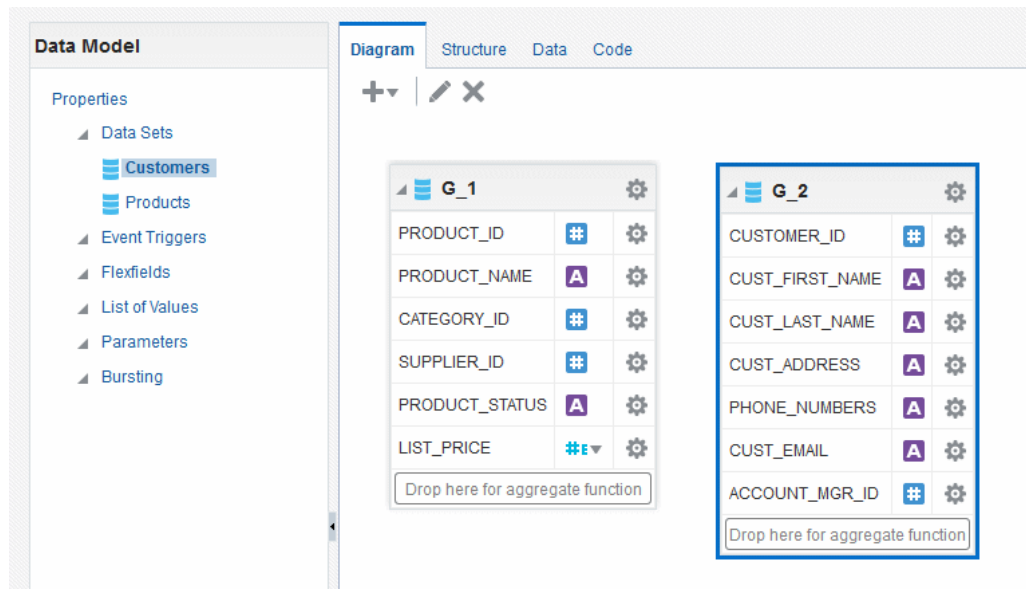 Data Model
Properties
Data Sets
Customers
Products
Event Triggers
Flexfields
List of Values
Parameters
Bursting
Diagram Structure Data Code
G_1
PRODUCT_ID #
PRODUCT_NAME A
CATEGORY_ID #
SUPPLIER_ID #
PRODUCT_STATUS A
LIST_PRICE #E
Drop here for aggregate function
G_2
CUSTOMER_ID #
CUST_FIRST_NAME A
CUST_LAST_NAME A
CUST_ADDRESS A
PHONE_NUMBERS A
CUST_EMAIL A
ACCOUNT_MGR_ID #
Drop here for aggregate function